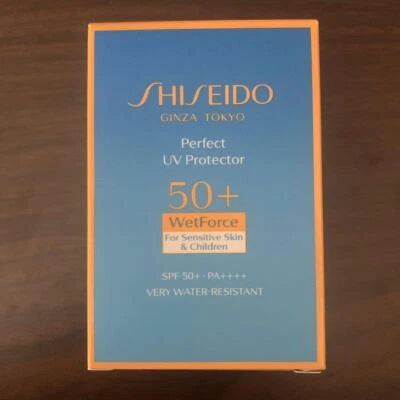 SHISEIDO
GINZA TOKYO
Perfect
UV Protector
50+
WetForce
For Sensitive Skin
& Children
SPF 50+ · PA++++
VERY WATER-RESISTANT